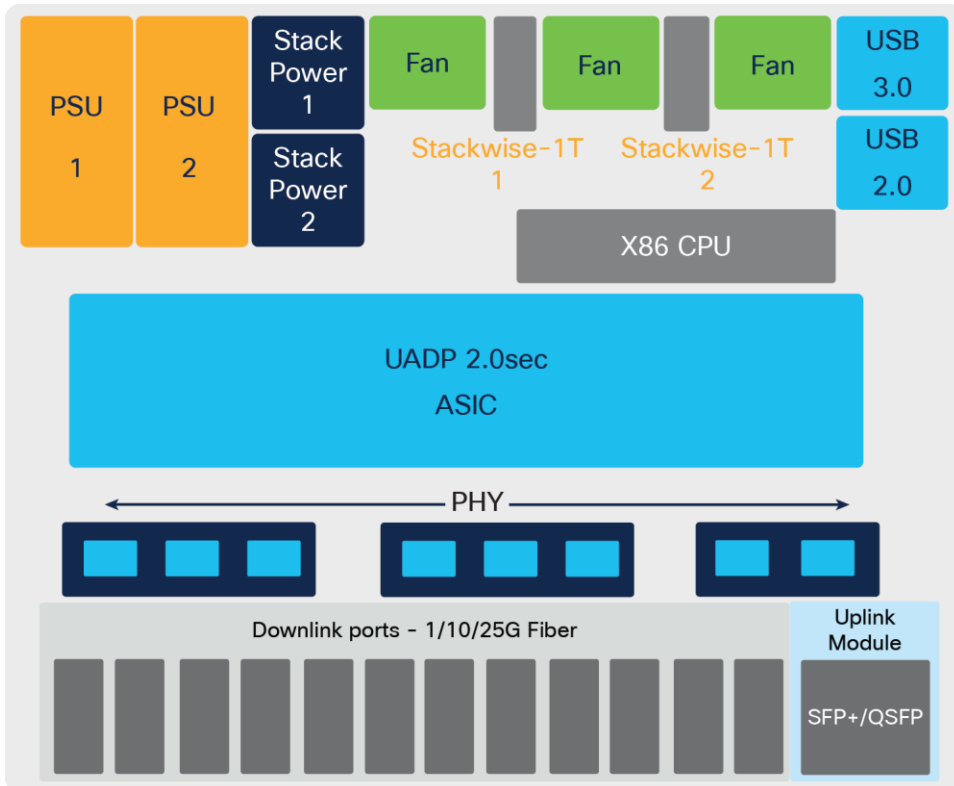 PSU
1
PSU
2
Stack
Power
1
Stack
Power
2
Fan
Fan
Fan
Stackwise-1T
1
Stackwise-1T
2
USB
3.0
USB
2.0
X86 CPU
UADP 2.0sec
ASIC
PHY
Downlink ports - 1/10/25G Fiber
Uplink
Module
SFP+/QSFP